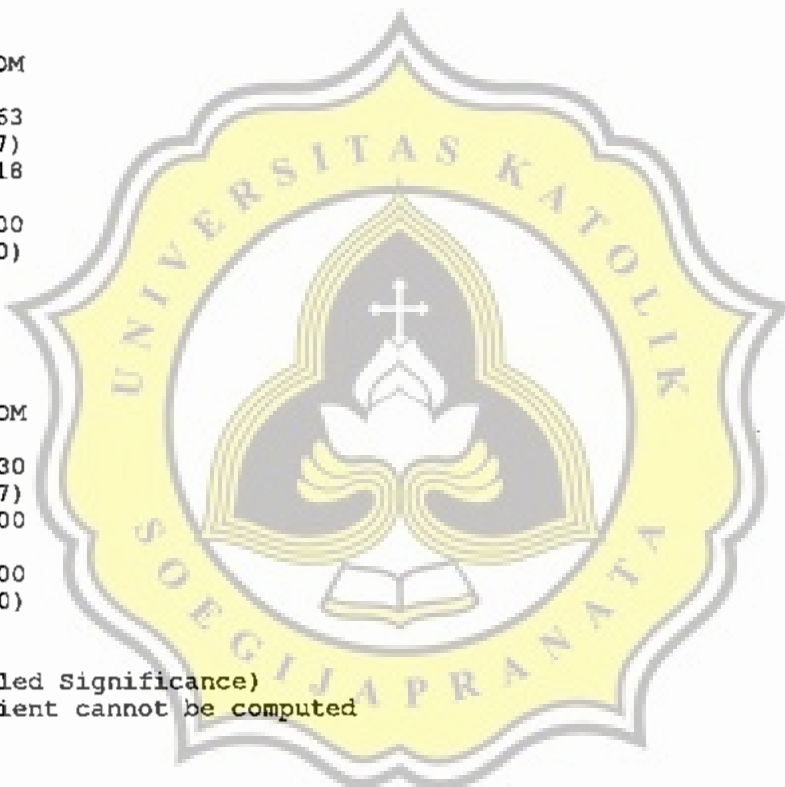 OM
63
7)
18
00
0)
OM
30
7)
00
00
0)
led Significance)
ient cannot be computed
UNIVERSITAS KATOLIK
SOEGIJAPRANATA